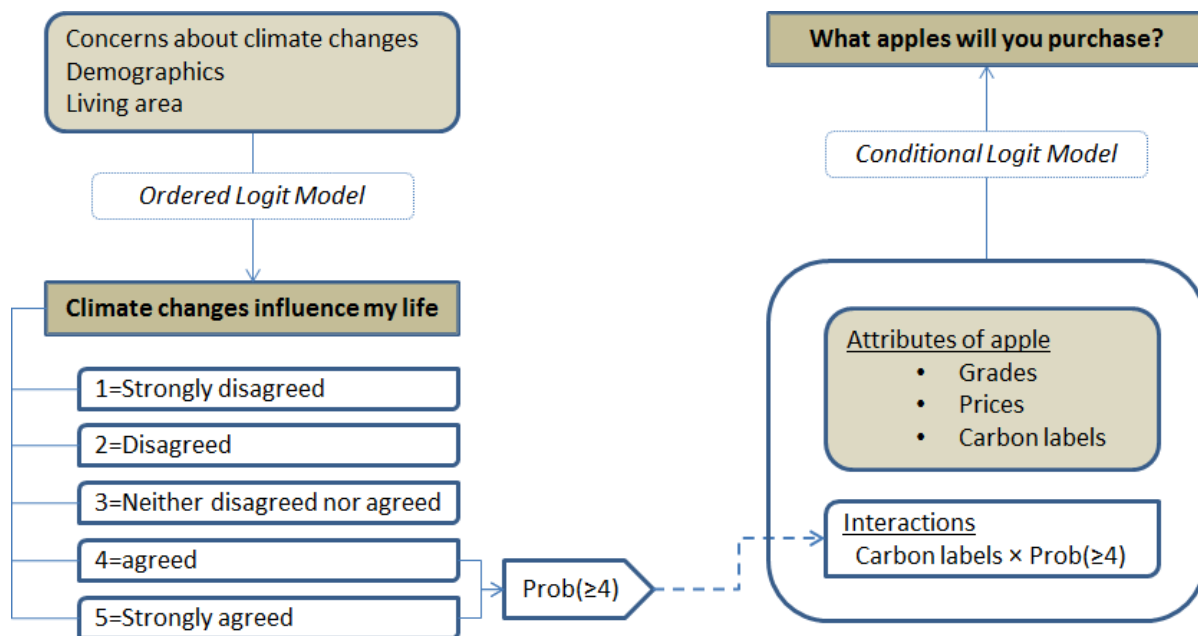 Concerns about climate changes
Demographics
Living area
Ordered Logit Model
Climate changes influence my life
1=Strongly disagreed
2=Disagreed
3=Neither disagreed nor agreed
4=agreed
5=Strongly agreed
Prob(≥4)
What apples will you purchase?
Conditional Logit Model
Attributes of apple
• Grades
• Prices
• Carbon labels
Interactions
Carbon labels × Prob(≥4)